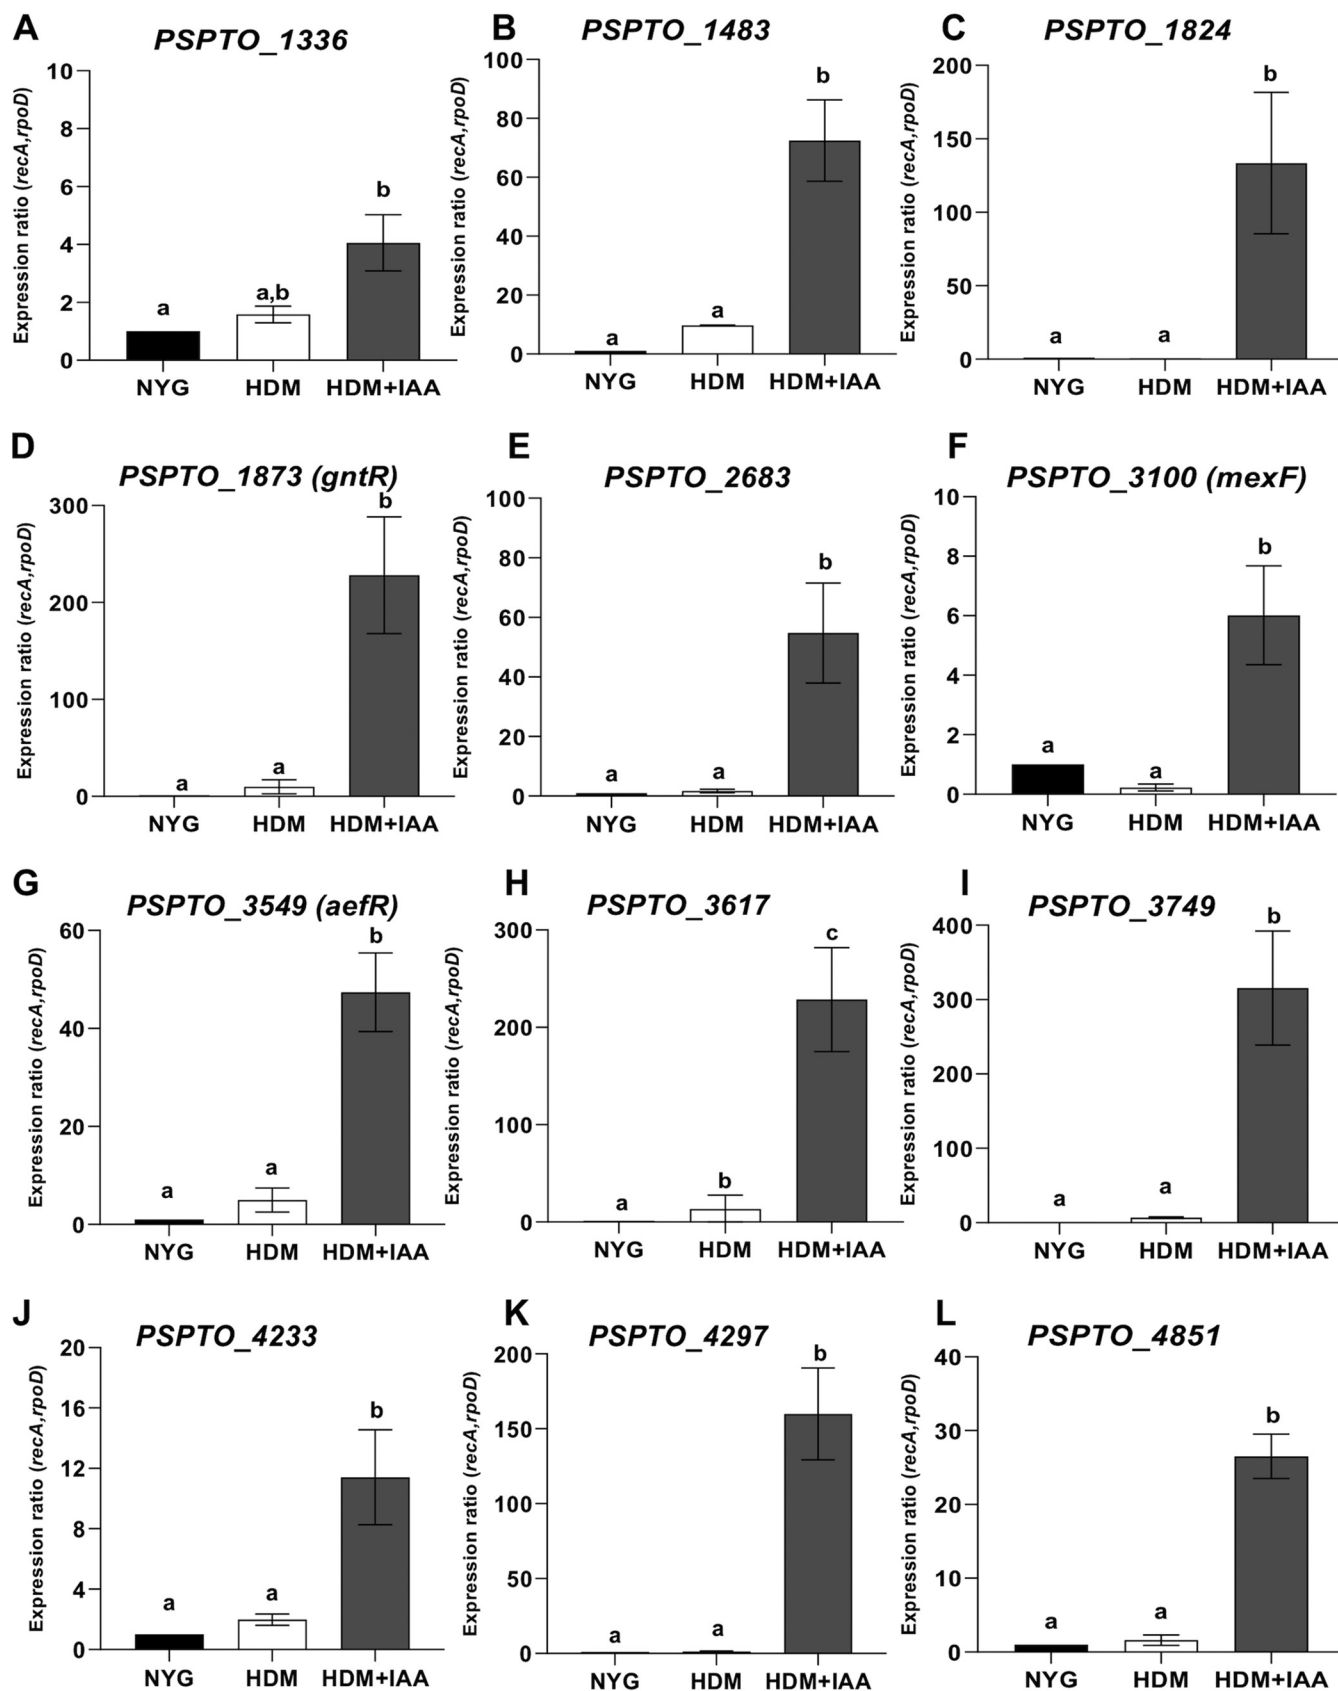 A
PSPTO_1336
Expression ratio (recA,rpoD)
10
8
6
4
2
0
a
a,b
b
NYG HDM HDM+IAA
B
PSPTO_1483
Expression ratio (recA,rpoD)
100
80
60
40
20
0
a
a
b
NYG HDM HDM+IAA
C
PSPTO_1824
Expression ratio (recA,rpoD)
200
150
100
50
0
a
a
b
NYG HDM HDM+IAA
D
PSPTO_1873 (gntR)
Expression ratio (recA,rpoD)
300
200
100
0
a
a
b
NYG HDM HDM+IAA
E
PSPTO_2683
Expression ratio (recA,rpoD)
100
80
60
40
20
0
a
a
b
NYG HDM HDM+IAA
F
PSPTO_3100 (mexF)
Expression ratio (recA,rpoD)
10
8
6
4
2
0
a
a
b
NYG HDM HDM+IAA
G
PSPTO_3549 (aefR)
Expression ratio (recA,rpoD)
60
40
20
0
a
a
b
NYG HDM HDM+IAA
H
PSPTO_3617
Expression ratio (recA,rpoD)
300
200
100
0
a
b
c
NYG HDM HDM+IAA
I
PSPTO_3749
Expression ratio (recA,rpoD)
400
300
200
100
0
a
a
b
NYG HDM HDM+IAA
J
PSPTO_4233
Expression ratio (recA,rpoD)
20
16
12
8
4
0
a
a
b
NYG HDM HDM+IAA
K
PSPTO_4297
Expression ratio (recA,rpoD)
200
150
100
50
0
a
a
b
NYG HDM HDM+IAA
L
PSPTO_4851
Expression ratio (recA,rpoD)
40
30
20
10
0
a
a
b
NYG HDM HDM+IAA